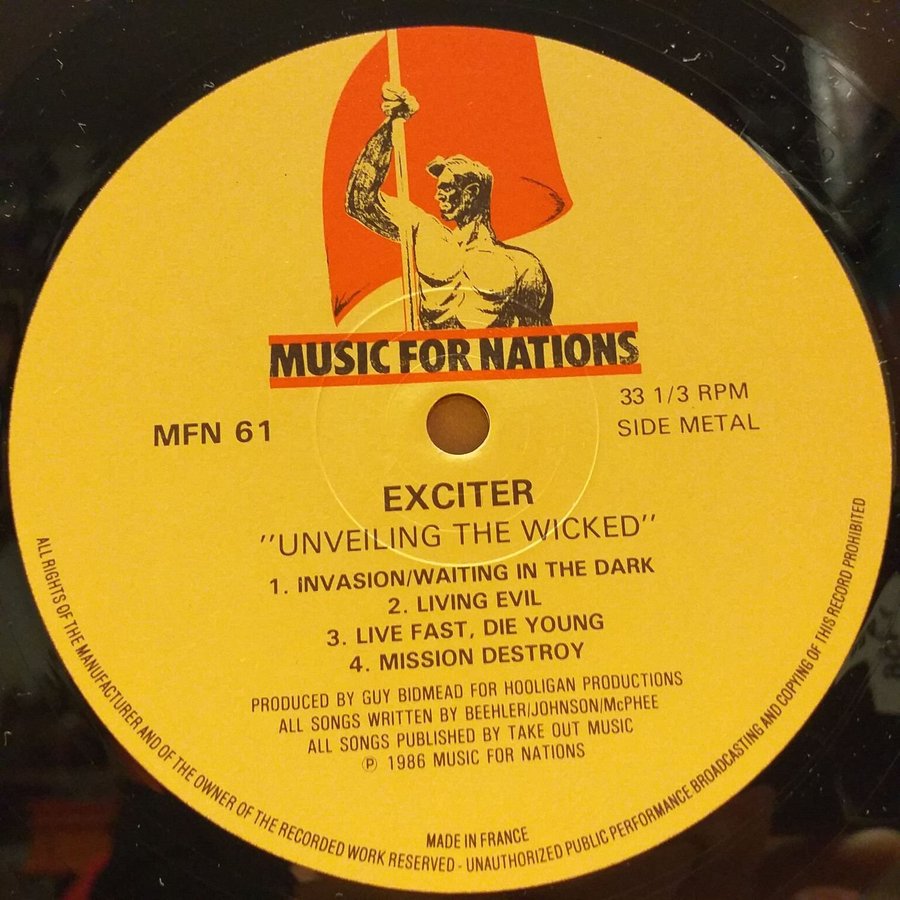 MUSIC FOR NATIONS
MFN 61
33 1/3 RPM
SIDE METAL
EXCITER
"UNVEILING THE WICKED"
1. INVASION/WAITING IN THE DARK
2. LIVING EVIL
3. LIVE FAST, DIE YOUNG
4. MISSION DESTROY
PRODUCED BY GUY BIDMEAD FOR HOOLIGAN PRODUCTIONS
ALL SONGS WRITTEN BY BEEHLER/JOHNSON/McPHEE
ALL SONGS PUBLISHED BY TAKE OUT MUSIC
℗ 1986 MUSIC FOR NATIONS
MADE IN FRANCE
ALL RIGHTS OF THE MANUFACTURER AND OF THE OWNER OF THE RECORDED WORK RESERVED - UNAUTHORIZED PUBLIC PERFORMANCE BROADCASTING AND COPYING OF THIS RECORD PROHIBITED